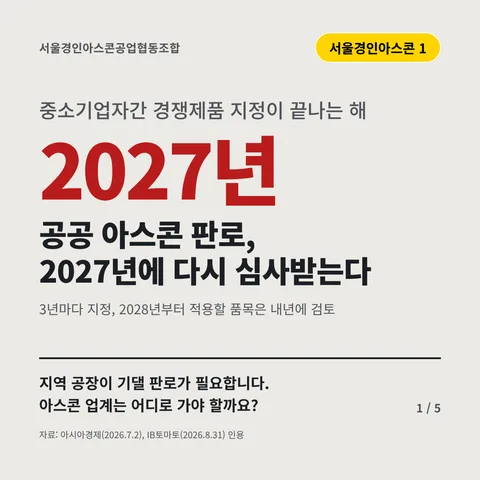 서울경인아스콘공업협동조합
서울경인아스콘 1
중소기업자간 경쟁제품 지정이 끝나는 해
2027년
공공 아스콘 판로,
2027년에 다시 심사받는다
3년마다 지정, 2028년부터 적용할 품목은 내년에 검토
지역 공장이 기댈 판로가 필요합니다.
아스콘 업계는 어디로 가야 할까요?
1 / 5
자료: 아시아경제(2026.7.2), IB토마토(2026.8.31) 인용